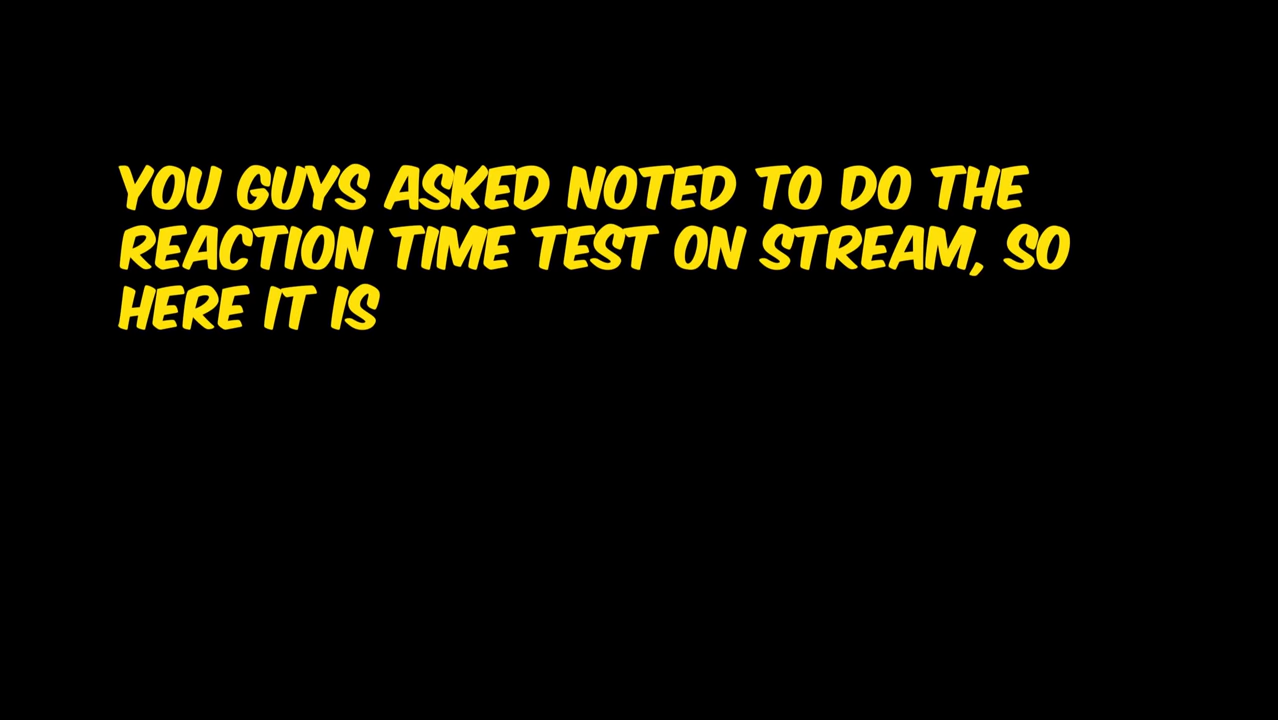 YOU GUYS ASKED NOTED TO DO THE
REACTION TIME TEST ON STREAM, SO
HERE IT IS